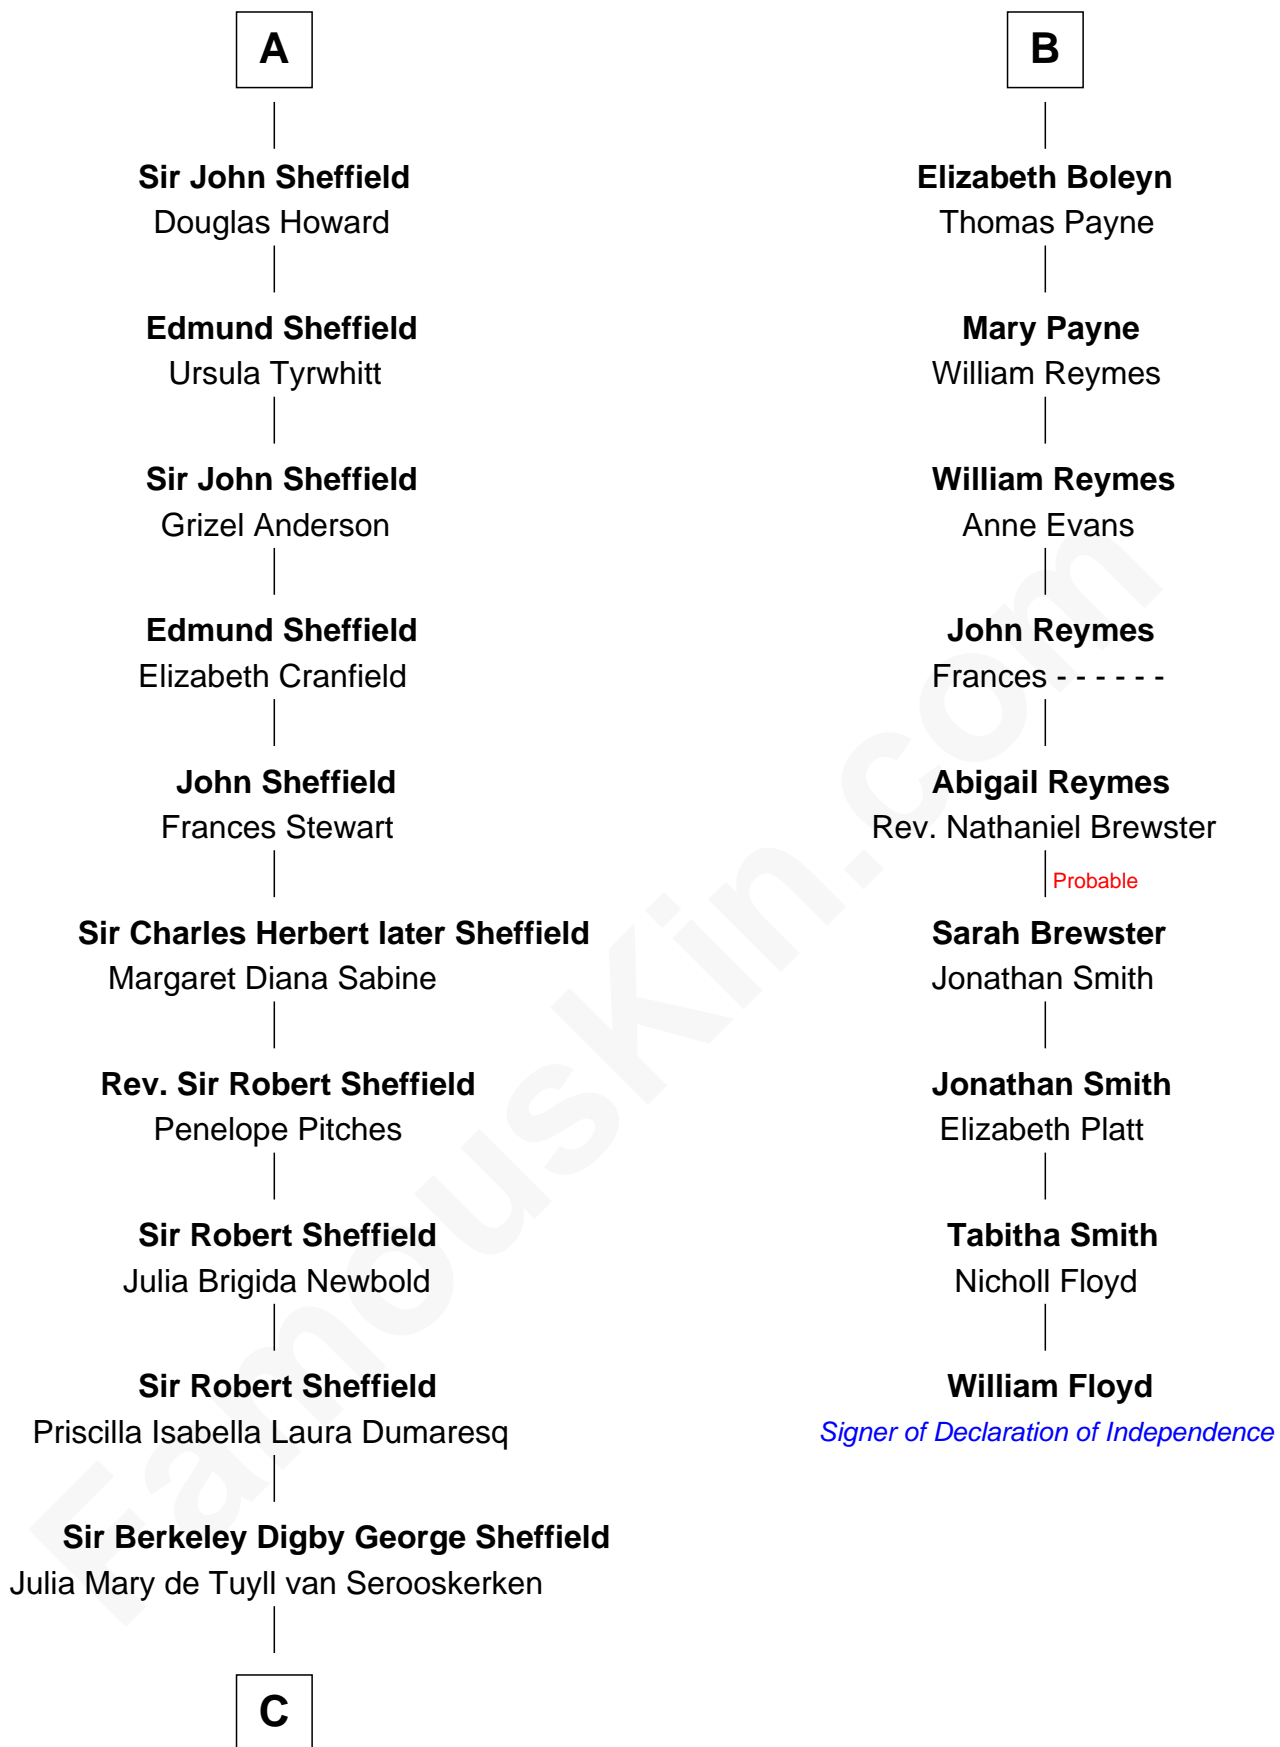 A
Sir John Sheffield
Douglas Howard
Edmund Sheffield
Ursula Tyrwhitt
Sir John Sheffield
Grizel Anderson
Edmund Sheffield
Elizabeth Cranfield
John Sheffield
Frances Stewart
Sir Charles Herbert later Sheffield
Margaret Diana Sabine
Rev. Sir Robert Sheffield
Penelope Pitches
Sir Robert Sheffield
Julia Brigida Newbold
Sir Robert Sheffield
Priscilla Isabella Laura Dumaresq
Sir Berkeley Digby George Sheffield
Julia Mary de Tuyll van Serooskerken
C
B
Elizabeth Boleyn
Thomas Payne
Mary Payne
William Reymes
William Reymes
Anne Evans
John Reymes
Frances - - - - - -
Abigail Reymes
Rev. Nathaniel Brewster
Probable
Sarah Brewster
Jonathan Smith
Jonathan Smith
Elizabeth Platt
Tabitha Smith
Nicholl Floyd
William Floyd
Signer of Declaration of Independence
FamousKin.com